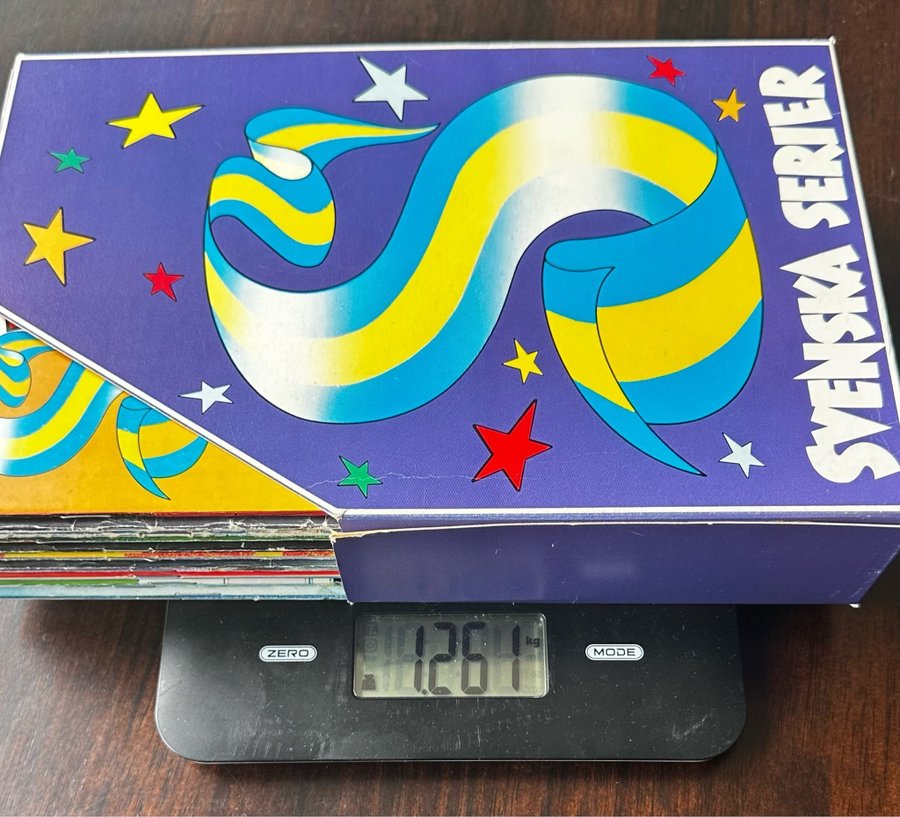 SVENSKA SERIER
ZERO
1.261 kg
MODE